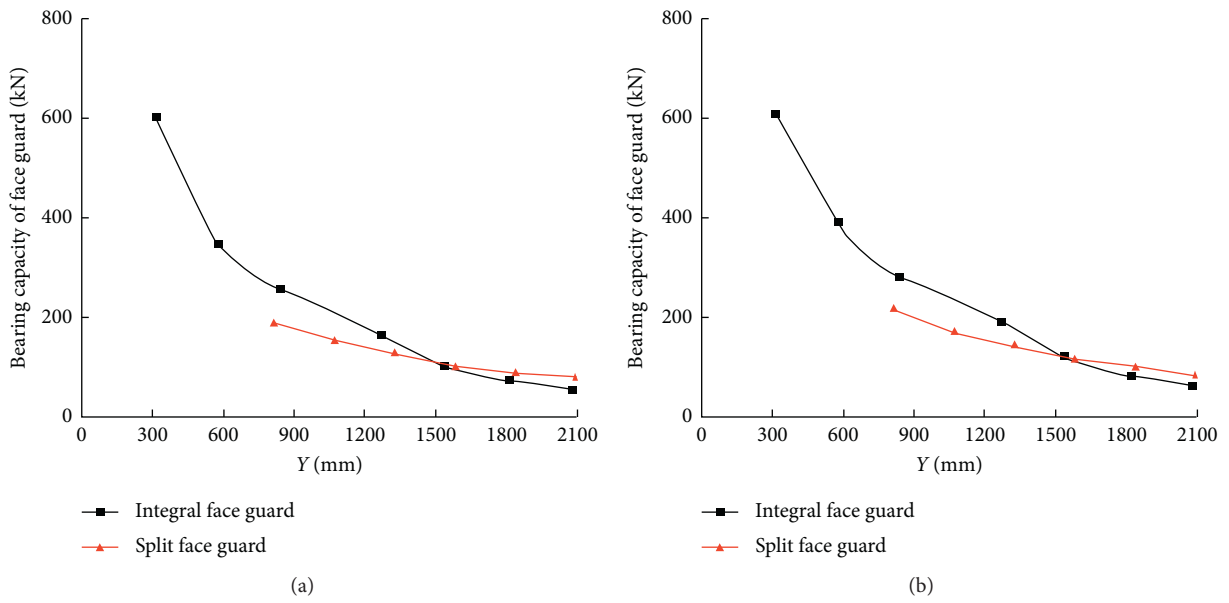 Bearing capacity of face guard (kN)
800
600
400
200
0
0 300 600 900 1200 1500 1800 2100
Y (mm)
Integral face guard
Split face guard
(a)
Bearing capacity of face guard (kN)
800
600
400
200
0
0 300 600 900 1200 1500 1800 2100
Y (mm)
Integral face guard
Split face guard
(b)